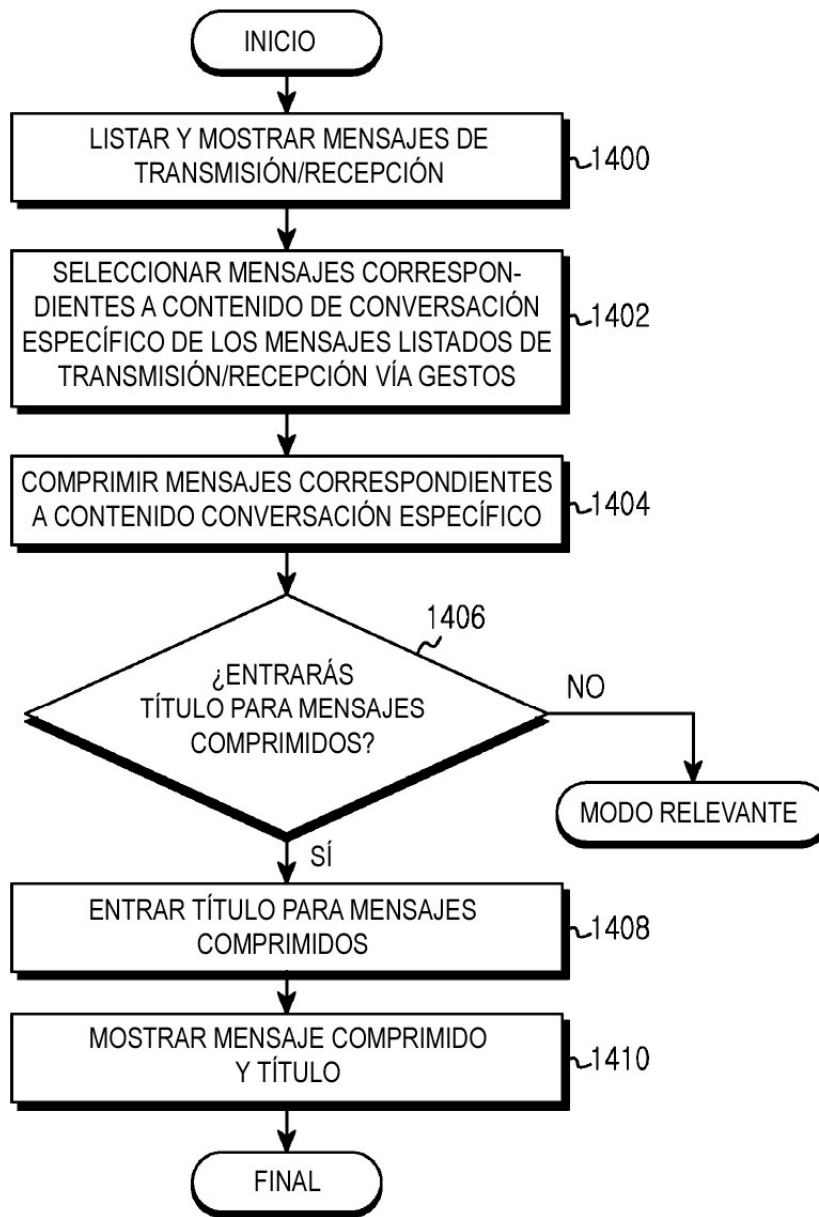 INICIO
LISTAR Y MOSTRAR MENSAJES DE
TRANSMISIÓN/RECEPCIÓN
1400
SELECCIONAR MENSAJES CORRESPON-
DIENTES A CONTENIDO DE CONVERSACIÓN
ESPECÍFICO DE LOS MENSAJES LISTADOS DE
TRANSMISIÓN/RECEPCIÓN VÍA GESTOS
1402
COMPRIMIR MENSAJES CORRESPONDIENTES
A CONTENIDO CONVERSACIÓN ESPECÍFICO
1404
1406
¿ENTRARÁS
TÍTULO PARA MENSAJES
COMPRIMIDOS?
NO
MODO RELEVANTE
SÍ
ENTRAR TÍTULO PARA MENSAJES
COMPRIMIDOS
1408
MOSTRAR MENSAJE COMPRIMIDO
Y TÍTULO
1410
FINAL